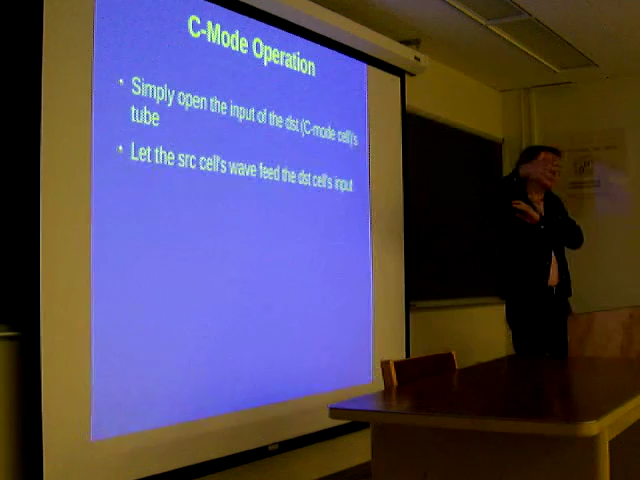 C-Mode Operation
• Simply open the input of the dst (C-mode cell)'s
tube
• Let the src cell's wave feed the dst cell's input